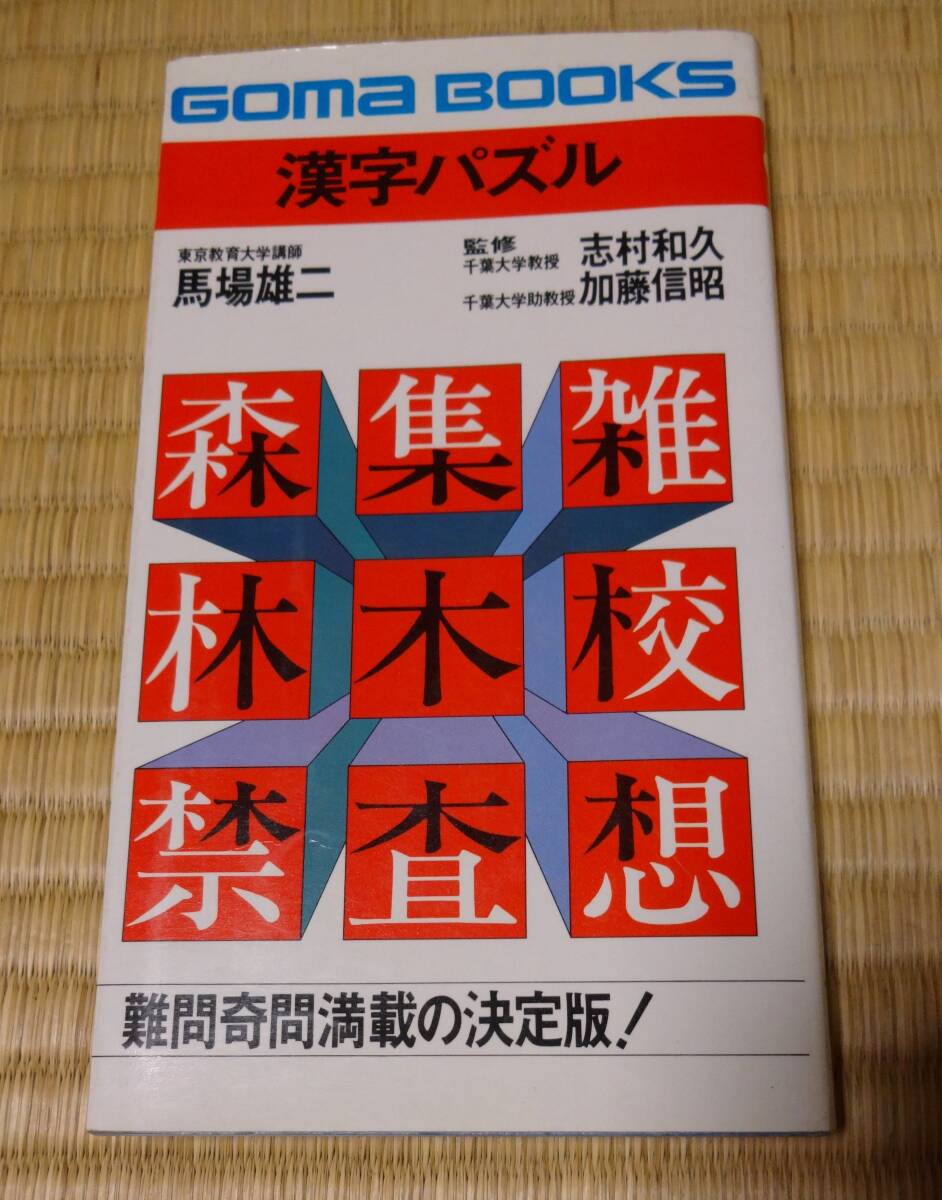 GOMA BOOKS
漢字パズル
東京教育大学講師
馬場雄二
監修
千葉大学教授 志村和久
千葉大学助教授 加藤信昭
森 集 雑
林 木 校
禁 査 想
難問奇問満載の決定版!